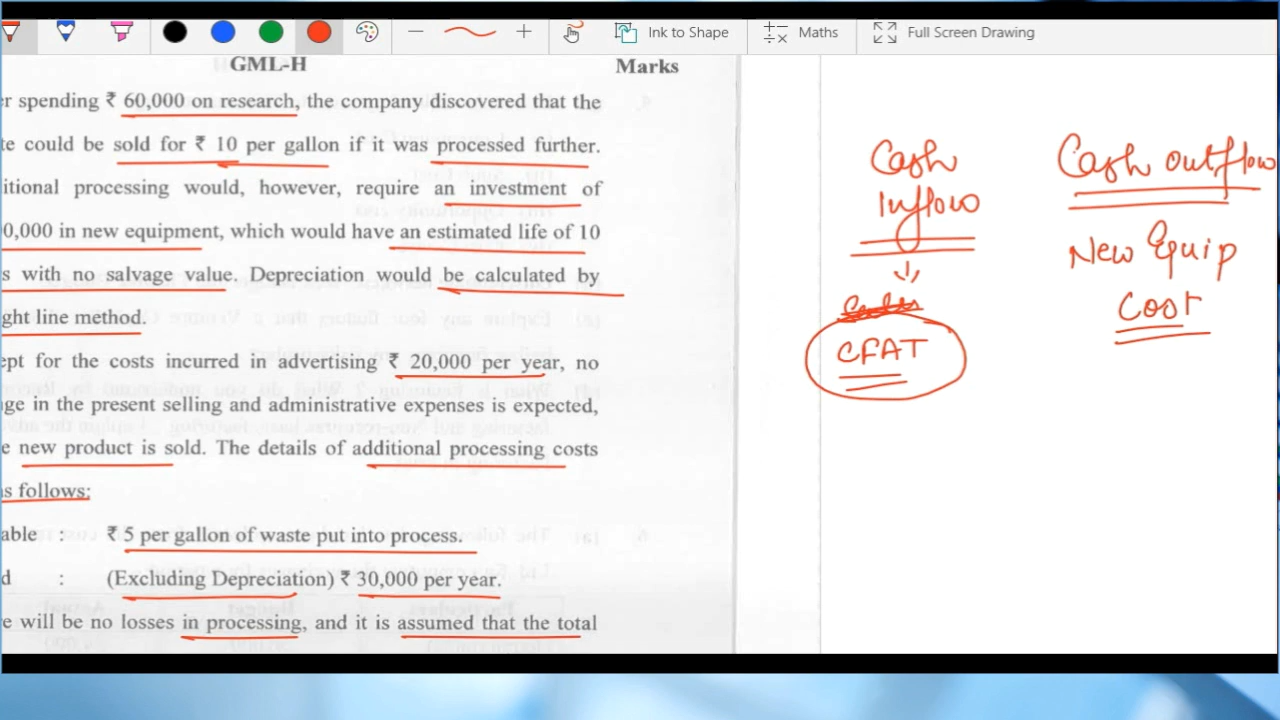 Ink to Shape
Maths
Full Screen Drawing
GML-H
Marks
er spending ₹ 60,000 on research, the company discovered that the
te could be sold for ₹ 10 per gallon if it was processed further.
itional processing would, however, require an investment of
0,000 in new equipment, which would have an estimated life of 10
s with no salvage value. Depreciation would be calculated by
ght line method.
ept for the costs incurred in advertising ₹ 20,000 per year, no
ge in the present selling and administrative expenses is expected,
e new product is sold. The details of additional processing costs
as follows:
able : ₹ 5 per gallon of waste put into process.
d : (Excluding Depreciation) ₹ 30,000 per year.
e will be no losses in processing, and it is assumed that the total
Cash
Inflow
CFAT
Cash outflow
New Equip
Cost